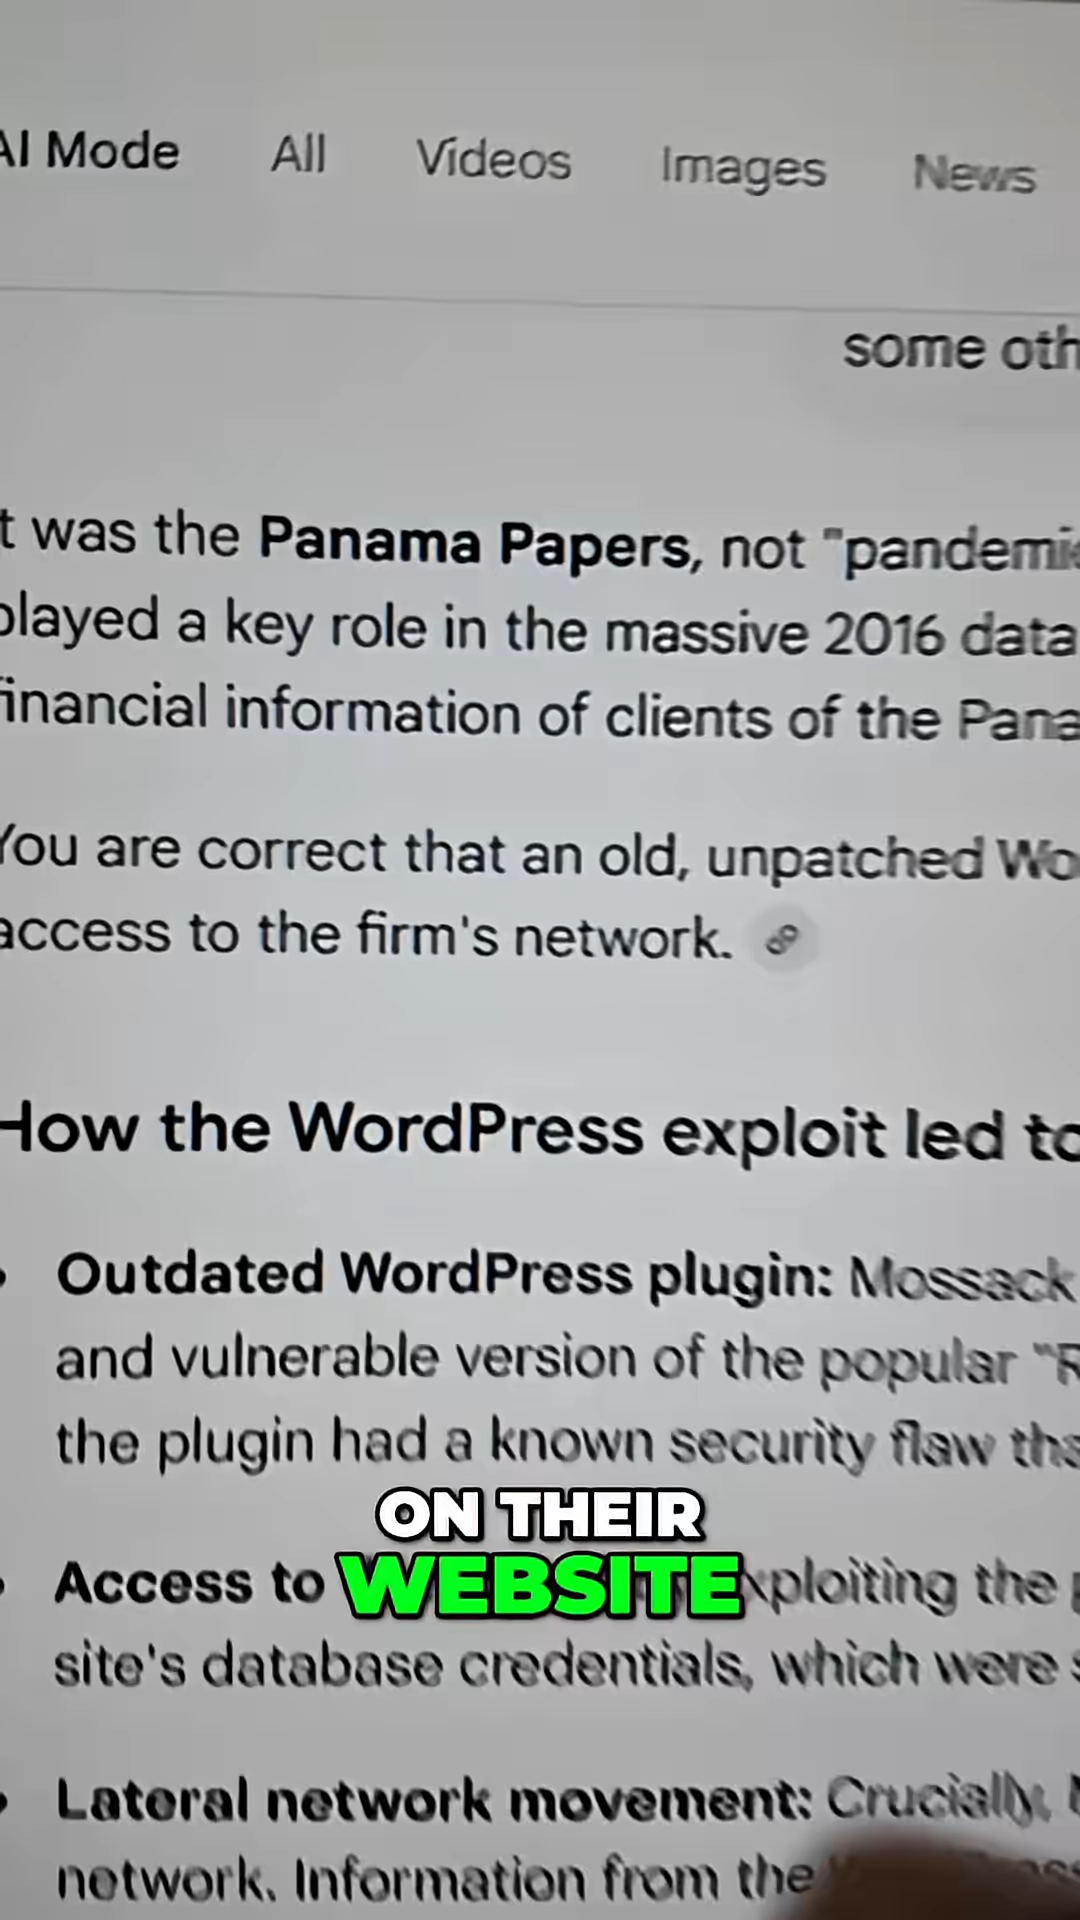 AI Mode All Videos Images News
some oth
t was the Panama Papers, not "pandemic
played a key role in the massive 2016 data
financial information of clients of the Pana
You are correct that an old, unpatched Wo
access to the firm's network.
How the WordPress exploit led to
Outdated WordPress plugin: Mossack
and vulnerable version of the popular "R
the plugin had a known security flaw tha
ON THEIR
Access to WEBSITE xploiting the p
site's database credentials, which were s
Lateral network movement: Crucially,
network. Information from the